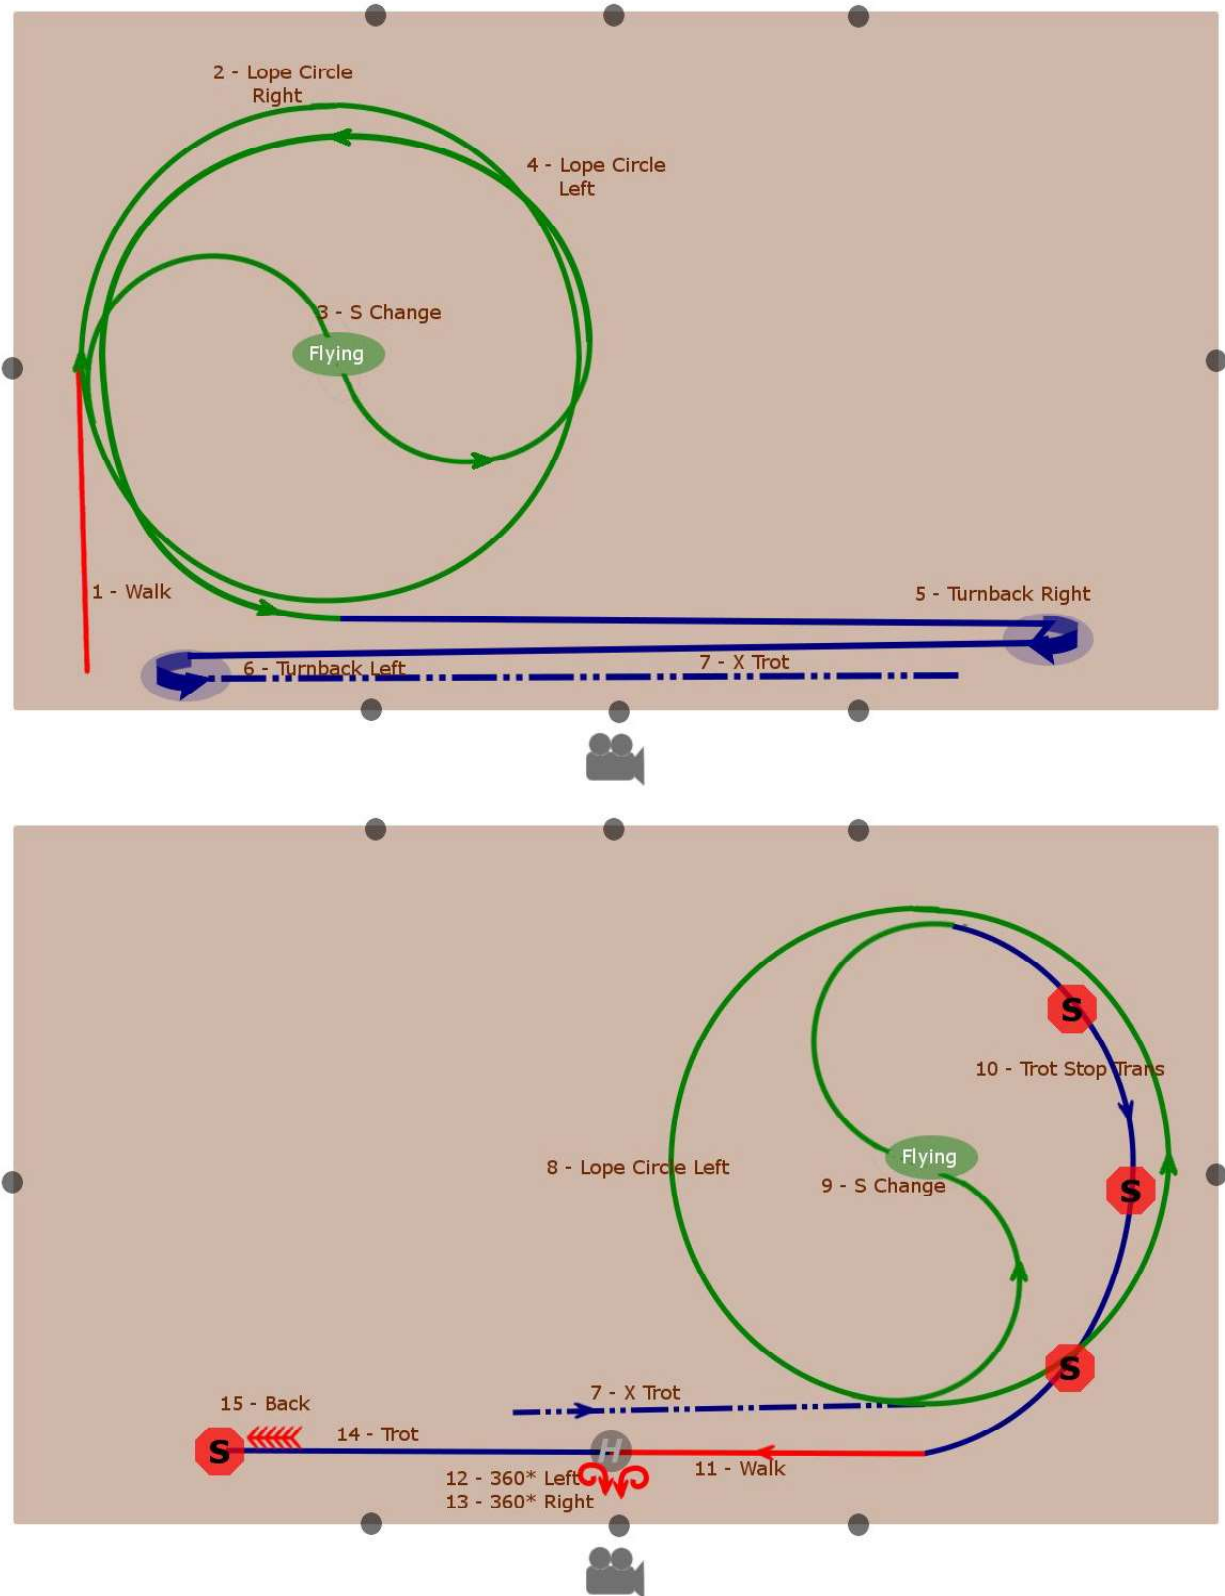 2 - Lope Circle
Right
4 - Lope Circle
Left
3 - S Change
Flying
1 - Walk
5 - Turnback Right
6 - Turnback Left
7 - X Trot
S
10 - Trot Stop Trans
Flying
8 - Lope Circle Left
9 - S Change
S
S
7 - X Trot
15 - Back
14 - Trot
S
H
11 - Walk
12 - 360* Left
13 - 360* Right